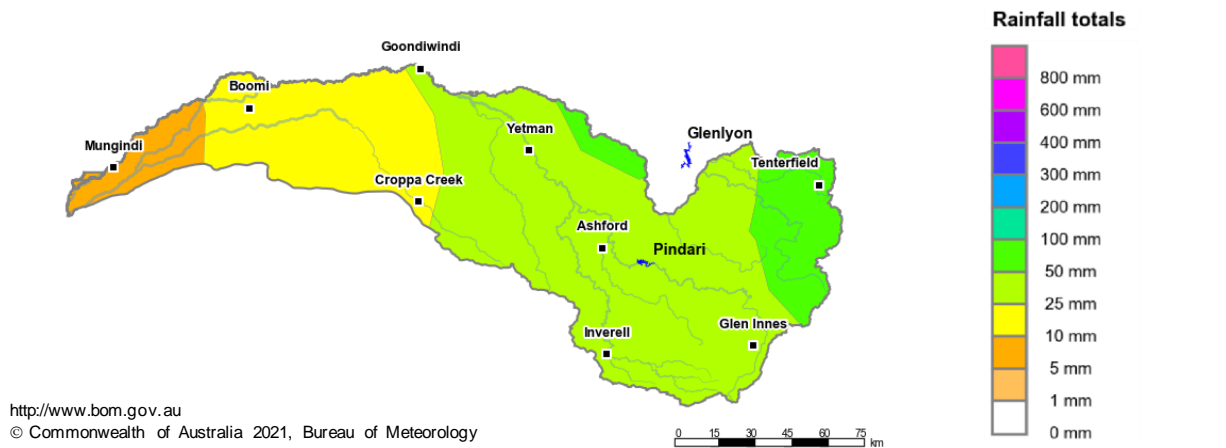 Rainfall totals
Goondiwindi
Boomi
Yetman
Glenlyon
Mungindi
Tenterfield
Croppa Creek
Ashford
Pindari
Inverell
Glen Innes
800 mm
600 mm
400 mm
300 mm
200 mm
100 mm
50 mm
25 mm
10 mm
5 mm
1 mm
0 mm
http://www.bom.gov.au
© Commonwealth of Australia 2021, Bureau of Meteorology
0 15 30 45 60 75
km